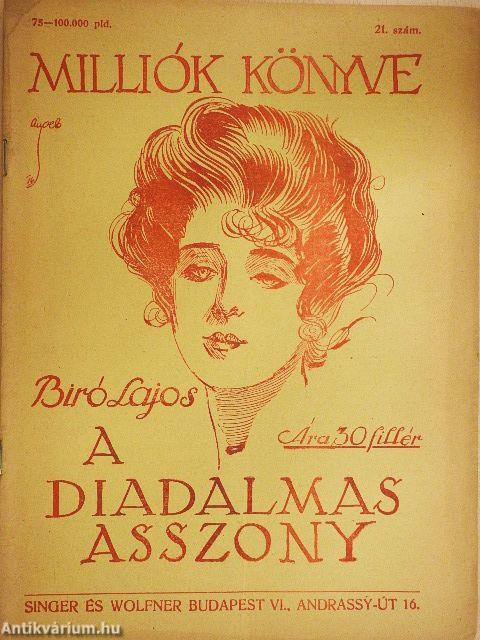 75—100.000 pld.
21. szám.
MILLIÓK KÖNYVE
Biró Lajos
Ára 30 fillér
A
DIADALMAS
ASSZONY
SINGER ÉS WOLFNER BUDAPEST VI., ANDRÁSSY-ÚT 16.
Antikvárium.hu